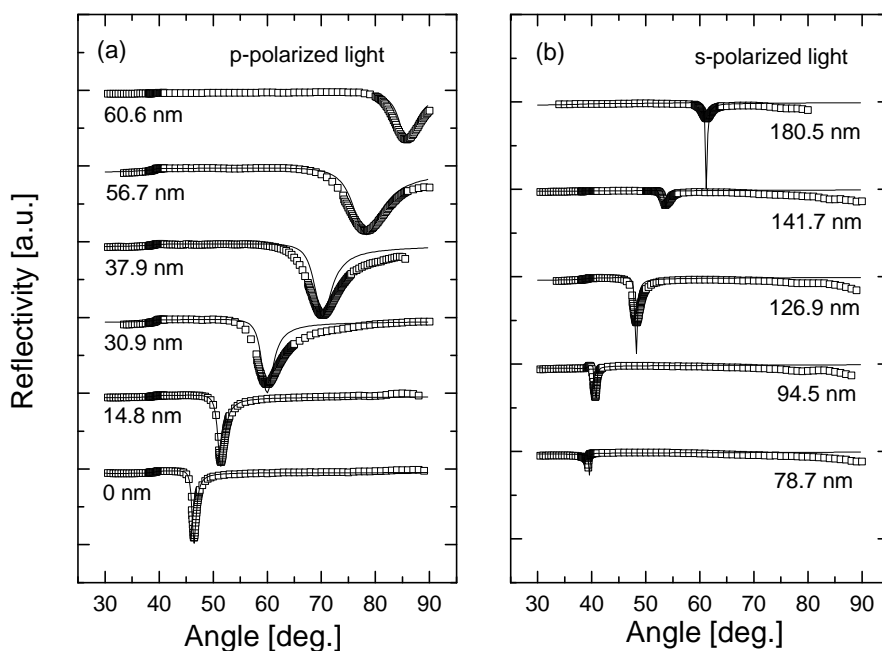 (a)
p-polarized light
60.6 nm
56.7 nm
37.9 nm
30.9 nm
14.8 nm
0 nm
30 40 50 60 70 80 90
Angle [deg.]
Reflectivity [a.u.]
(b)
s-polarized light
180.5 nm
141.7 nm
126.9 nm
94.5 nm
78.7 nm
30 40 50 60 70 80 90
Angle [deg.]